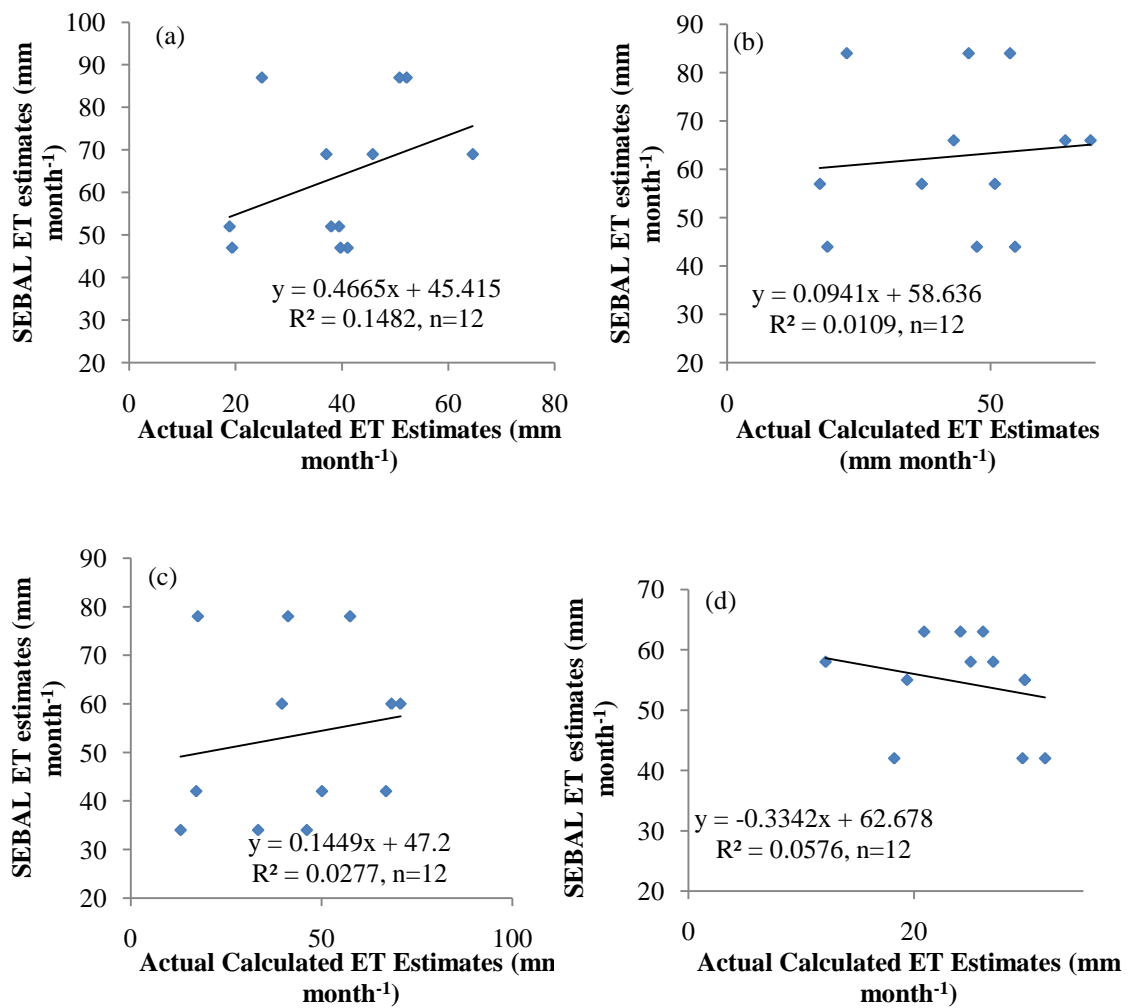 (a)
SEBAL ET estimates (mm
month-1)
100
90
80
70
60
50
40
30
20
0
20
40
60
80
y = 0.4665x + 45.415
R² = 0.1482, n=12
Actual Calculated ET Estimates (mm
month-1)
(b)
SEBAL ET estimates (mm
month-1)
90
80
70
60
50
40
30
20
0
50
y = 0.0941x + 58.636
R² = 0.0109, n=12
Actual Calculated ET Estimates
(mm month-1)
(c)
SEBAL ET estimates (mm
month-1)
90
80
70
60
50
40
30
20
0
50
100
y = 0.1449x + 47.2
R² = 0.0277, n=12
Actual Calculated ET Estimates (mm
month-1)
(d)
SEBAL ET estimates (mm
month-1)
70
60
50
40
30
20
0
20
y = -0.3342x + 62.678
R² = 0.0576, n=12
Actual Calculated ET Estimates (mm
month-1)